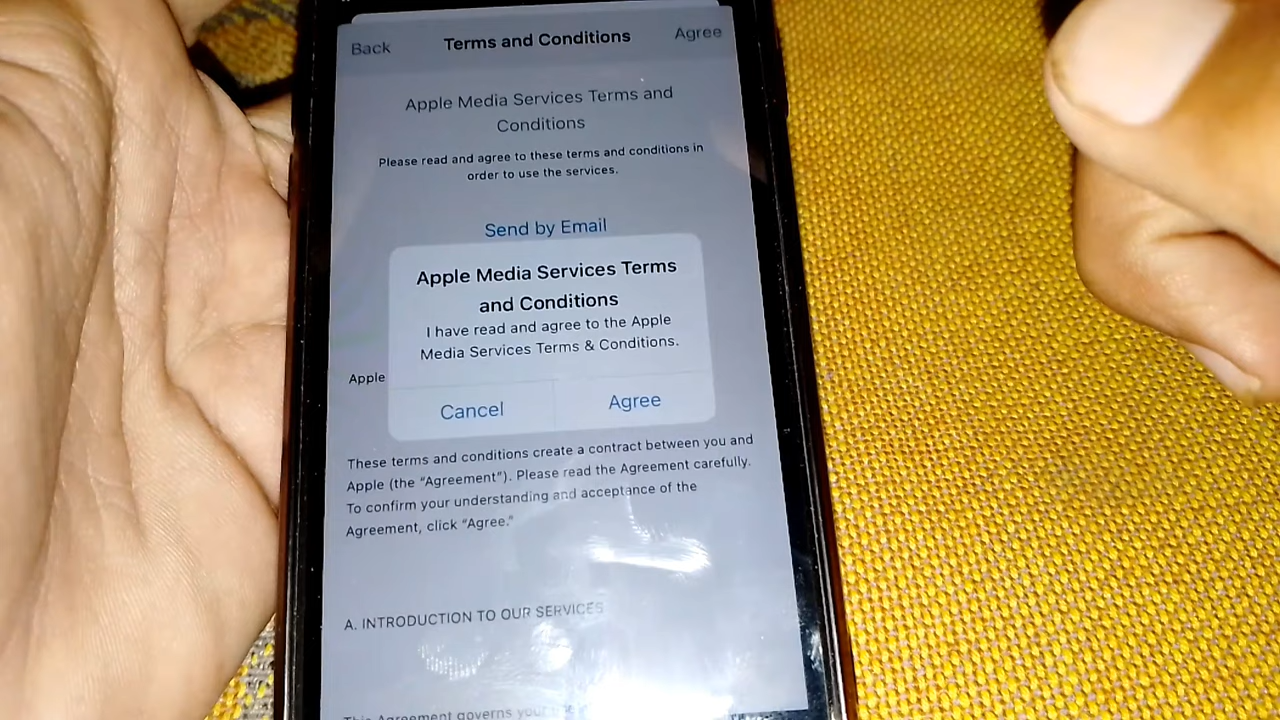 Back Terms and Conditions Agree
Apple Media Services Terms and
Conditions
Please read and agree to these terms and conditions in
order to use the services.
Send by Email
Apple Media Services Terms
and Conditions
I have read and agree to the Apple
Media Services Terms & Conditions.
Apple
Cancel Agree
These terms and conditions create a contract between you and
Apple (the “Agreement”). Please read the Agreement carefully.
To confirm your understanding and acceptance of the
Agreement, click “Agree.”
A. INTRODUCTION TO OUR SERVICES
This Agreement governs your